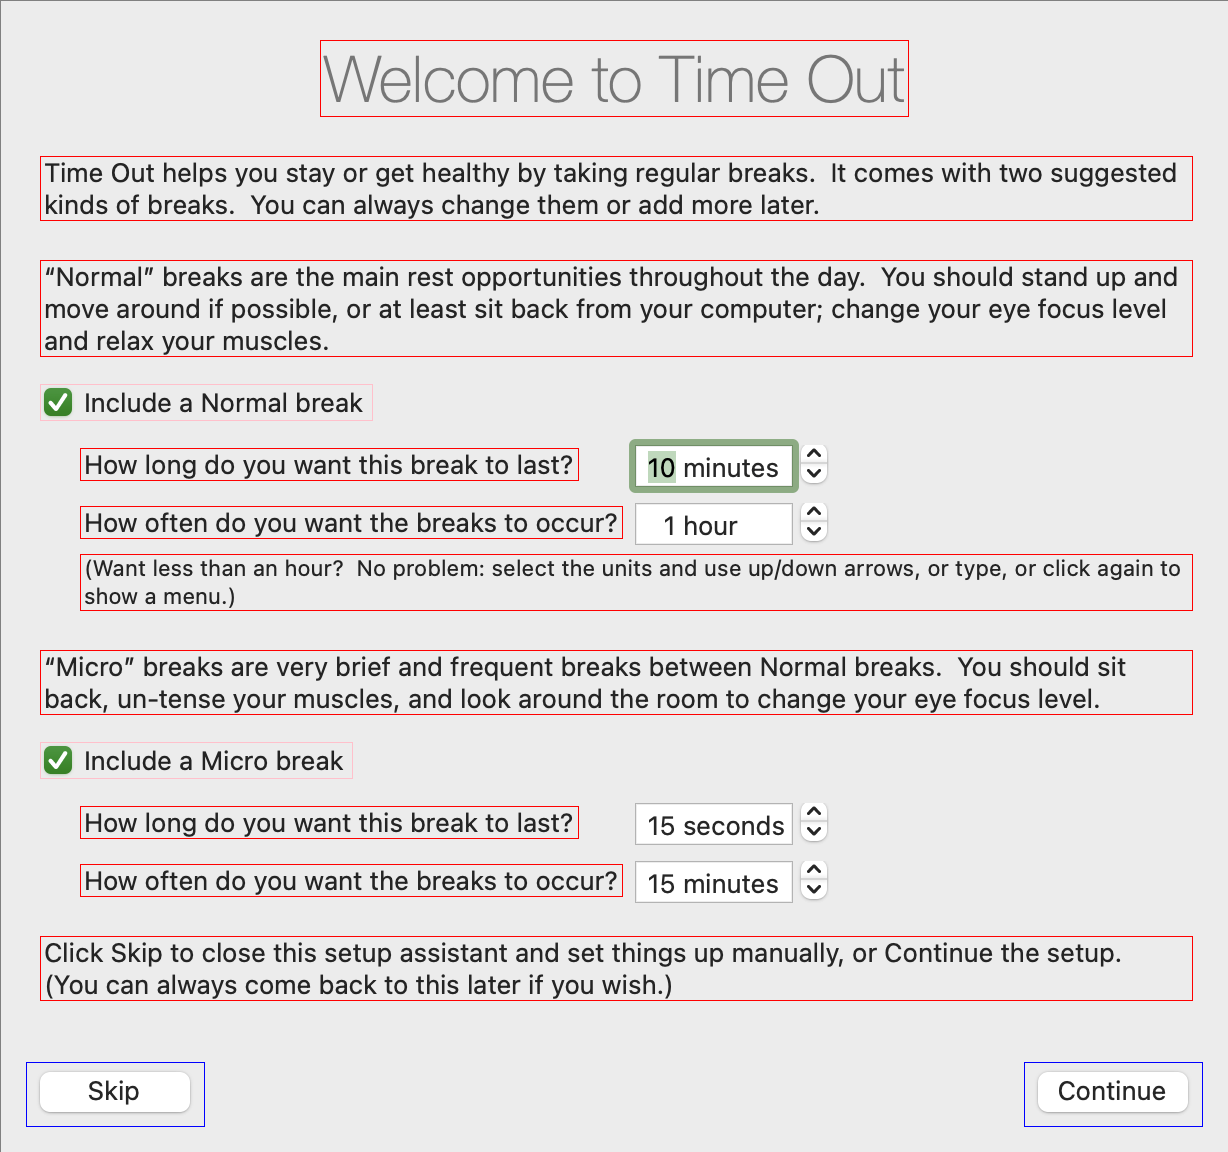 Welcome to Time Out
Time Out helps you stay or get healthy by taking regular breaks.  It comes with two suggested
kinds of breaks.  You can always change them or add more later.
“Normal” breaks are the main rest opportunities throughout the day.  You should stand up and
move around if possible, or at least sit back from your computer; change your eye focus level
and relax your muscles.
Include a Normal break
How long do you want this break to last? 10 minutes
How often do you want the breaks to occur? 1 hour
(Want less than an hour?  No problem: select the units and use up/down arrows, or type, or click again to
show a menu.)
“Micro” breaks are very brief and frequent breaks between Normal breaks.  You should sit
back, un-tense your muscles, and look around the room to change your eye focus level.
Include a Micro break
How long do you want this break to last? 15 seconds
How often do you want the breaks to occur? 15 minutes
Click Skip to close this setup assistant and set things up manually, or Continue the setup.
(You can always come back to this later if you wish.)
Skip Continue